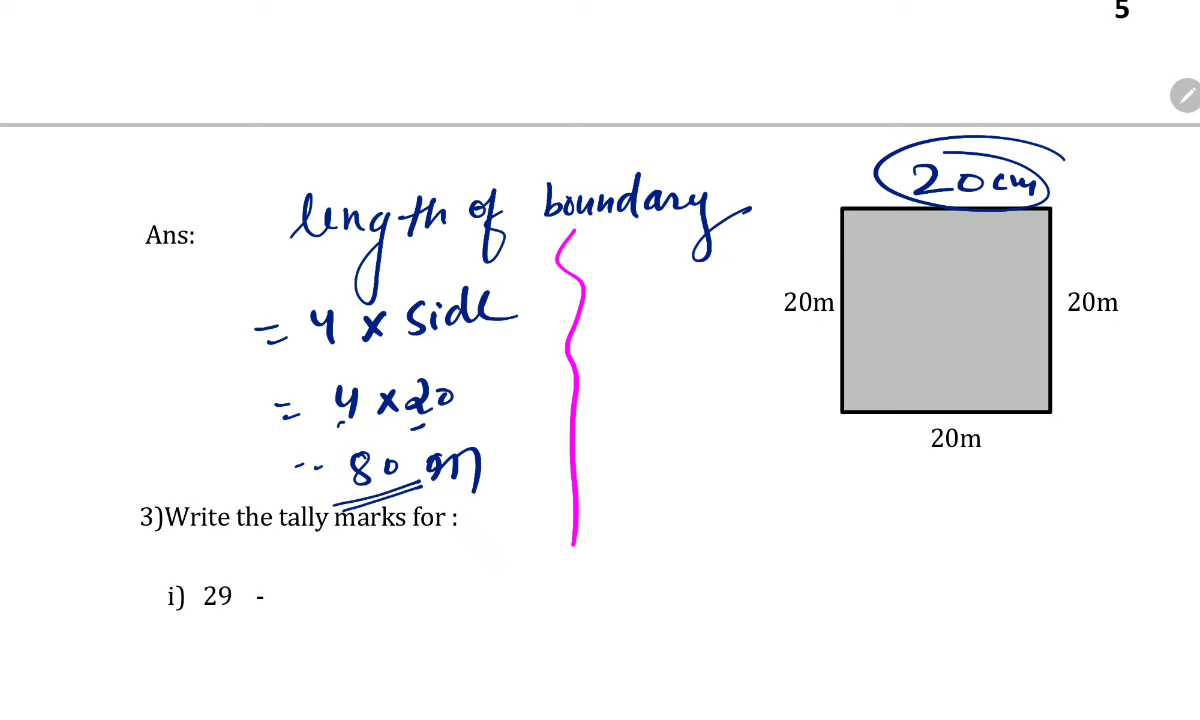 5
20cm
length of boundary
Ans:
= 4 x side
20m
20m
= 4 x 20
20m
80 m
3)Write the tally marks for :
i) 29 -